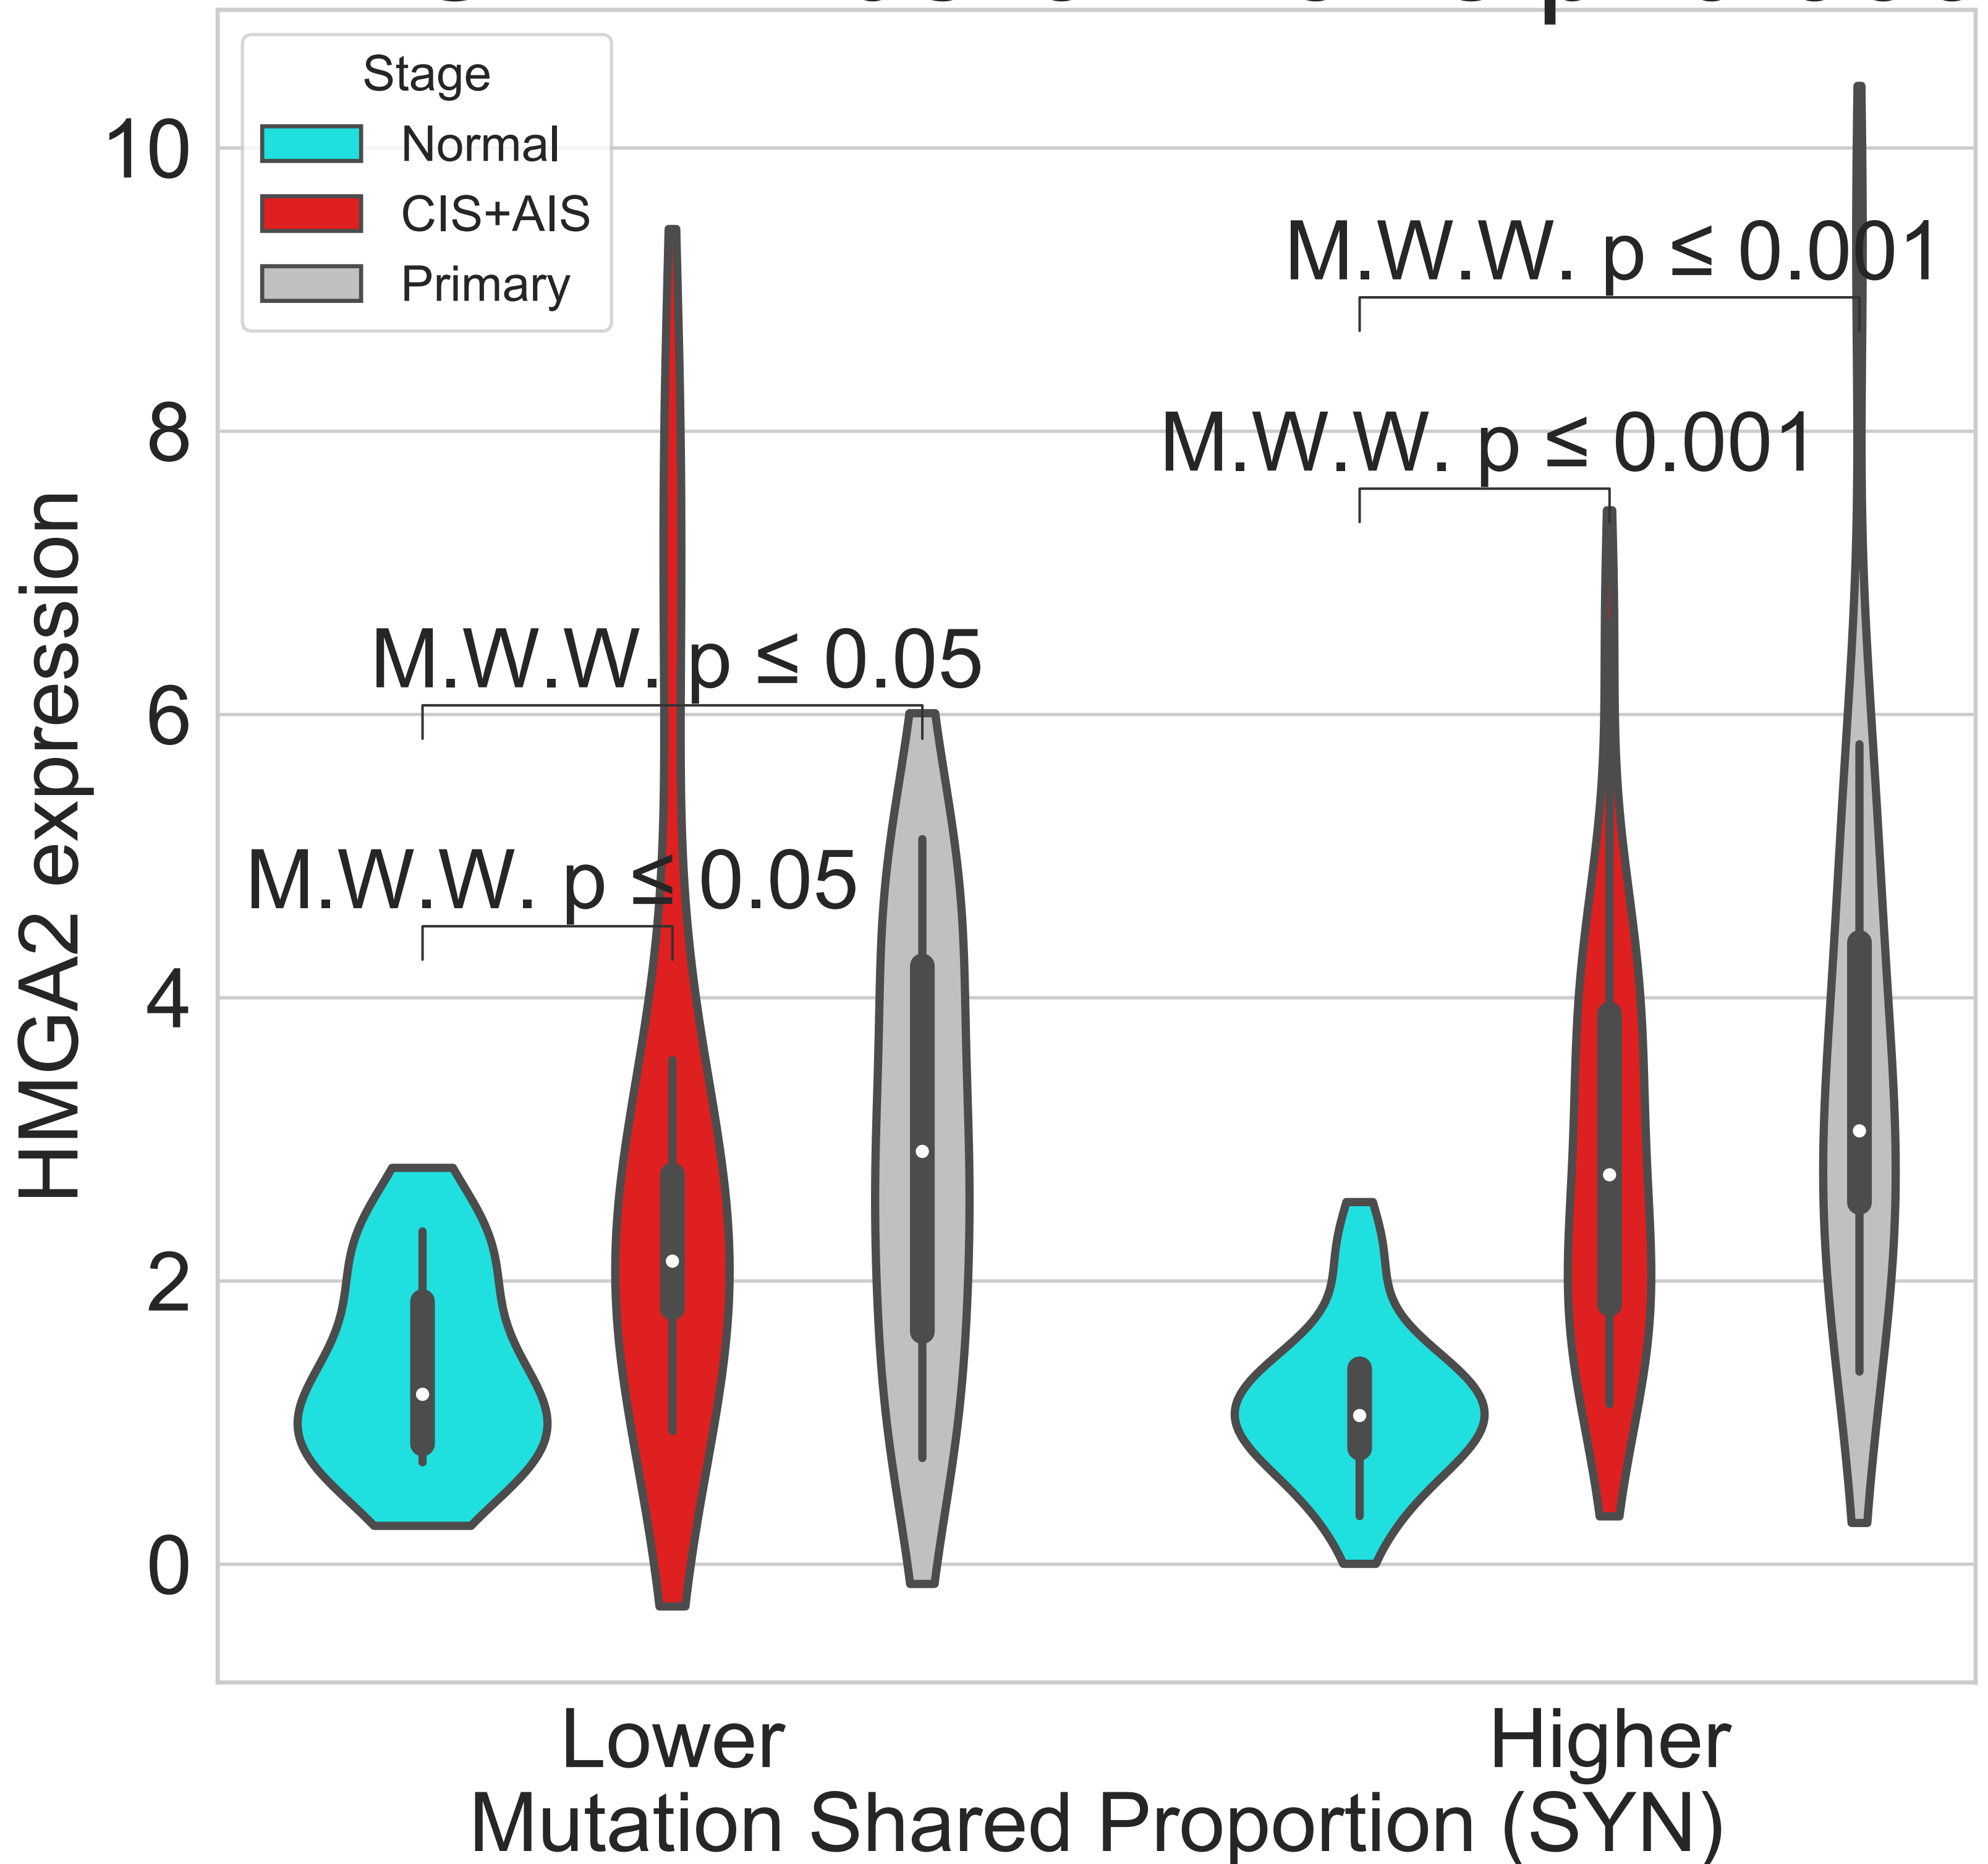 Stage
Normal
CIS+AIS
Primary
10
8
6
4
2
0
HMGA2 expression
M.W.W. p ≤ 0.001
M.W.W. p ≤ 0.001
M.W.W. p ≤ 0.05
M.W.W. p ≤ 0.05
Lower
Higher
Mutation Shared Proportion (SYN)